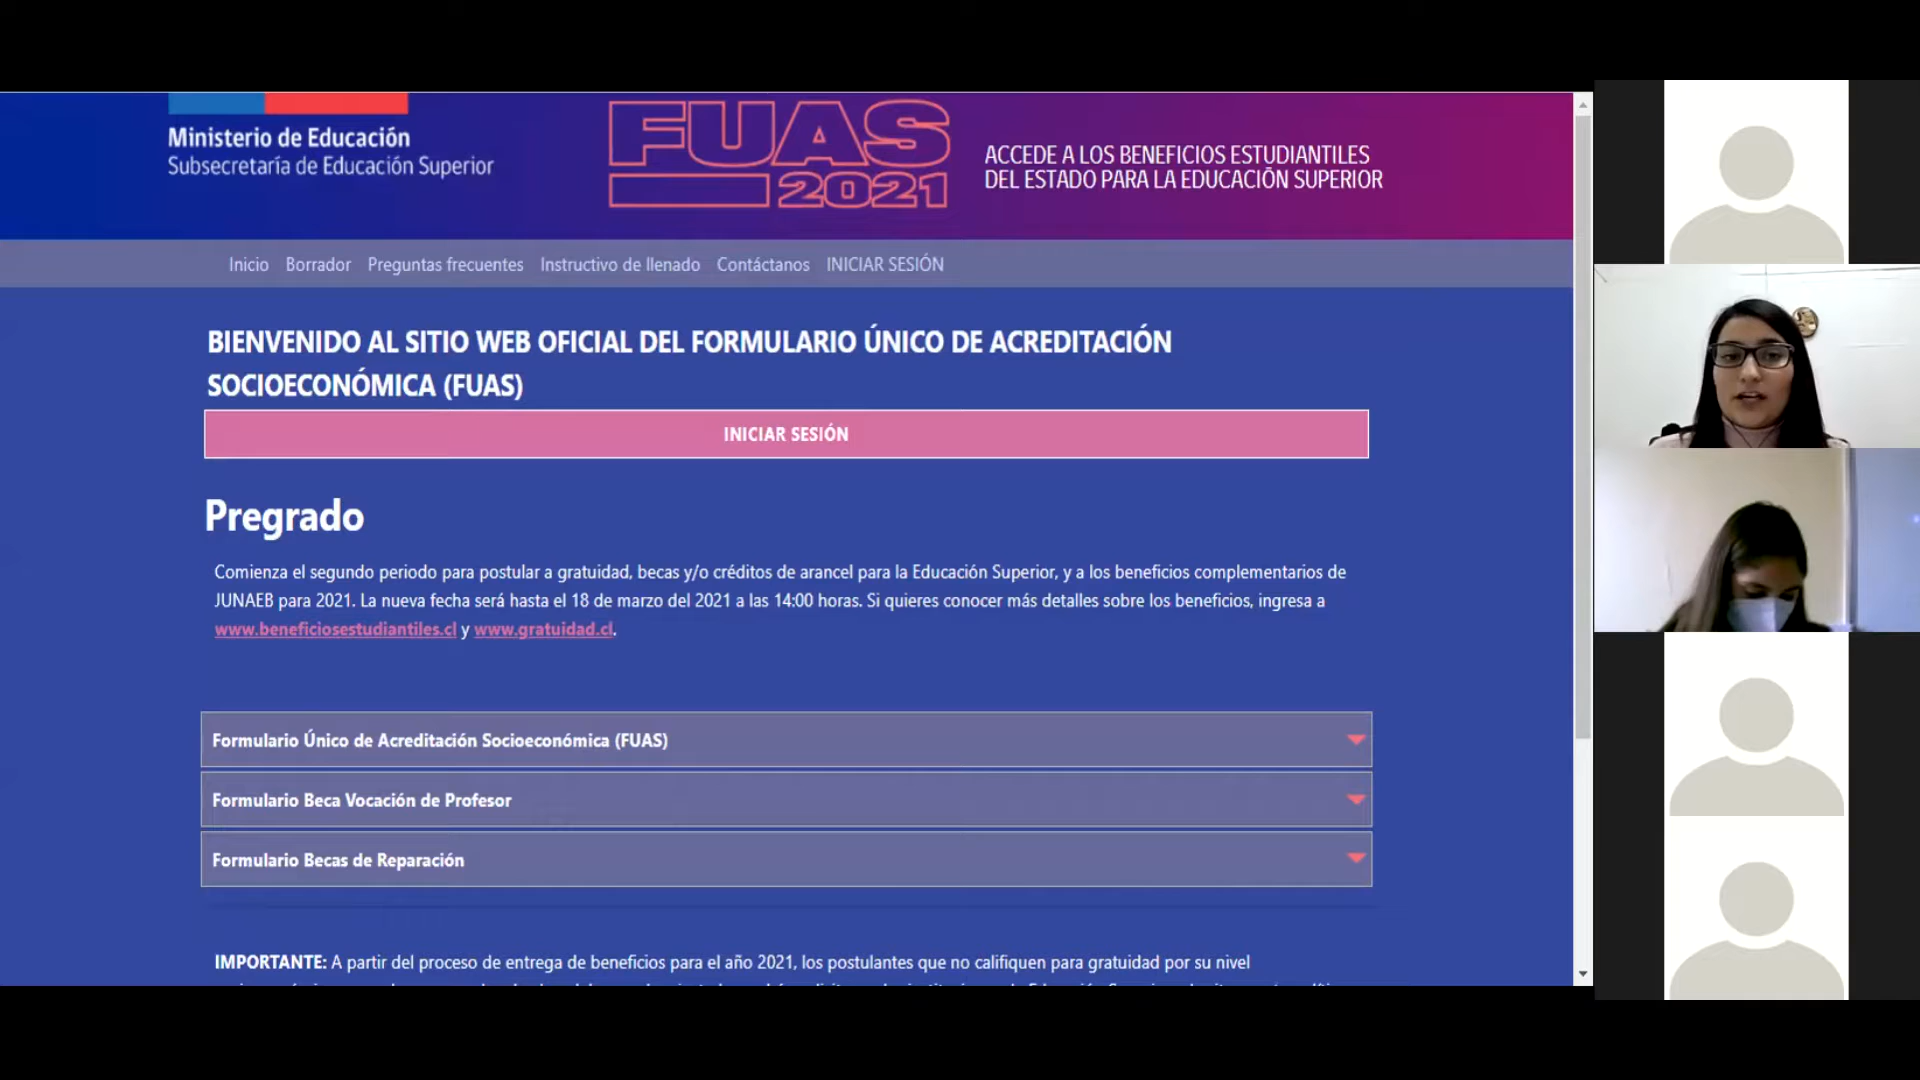 Ministerio de Educación
Subsecretaría de Educación Superior
FUAS
2021
ACCEDE A LOS BENEFICIOS ESTUDIANTILES
DEL ESTADO PARA LA EDUCACIÓN SUPERIOR
Inicio Borrador Preguntas frecuentes Instructivo de llenado Contáctanos INICIAR SESIÓN
BIENVENIDO AL SITIO WEB OFICIAL DEL FORMULARIO ÚNICO DE ACREDITACIÓN
SOCIOECONÓMICA (FUAS)
INICIAR SESIÓN
Pregrado
Comienza el segundo periodo para postular a gratuidad, becas y/o créditos de arancel para la Educación Superior, y a los beneficios complementarios de
JUNAEB para 2021. La nueva fecha será hasta el 18 de marzo del 2021 a las 14:00 horas. Si quieres conocer más detalles sobre los beneficios, ingresa a
www.beneficiosestudiantiles.cl y www.gratuidad.cl.
Formulario Único de Acreditación Socioeconómica (FUAS)
Formulario Beca Vocación de Profesor
Formulario Becas de Reparación
IMPORTANTE: A partir del proceso de entrega de beneficios para el año 2021, los postulantes que no califiquen para gratuidad por su nivel